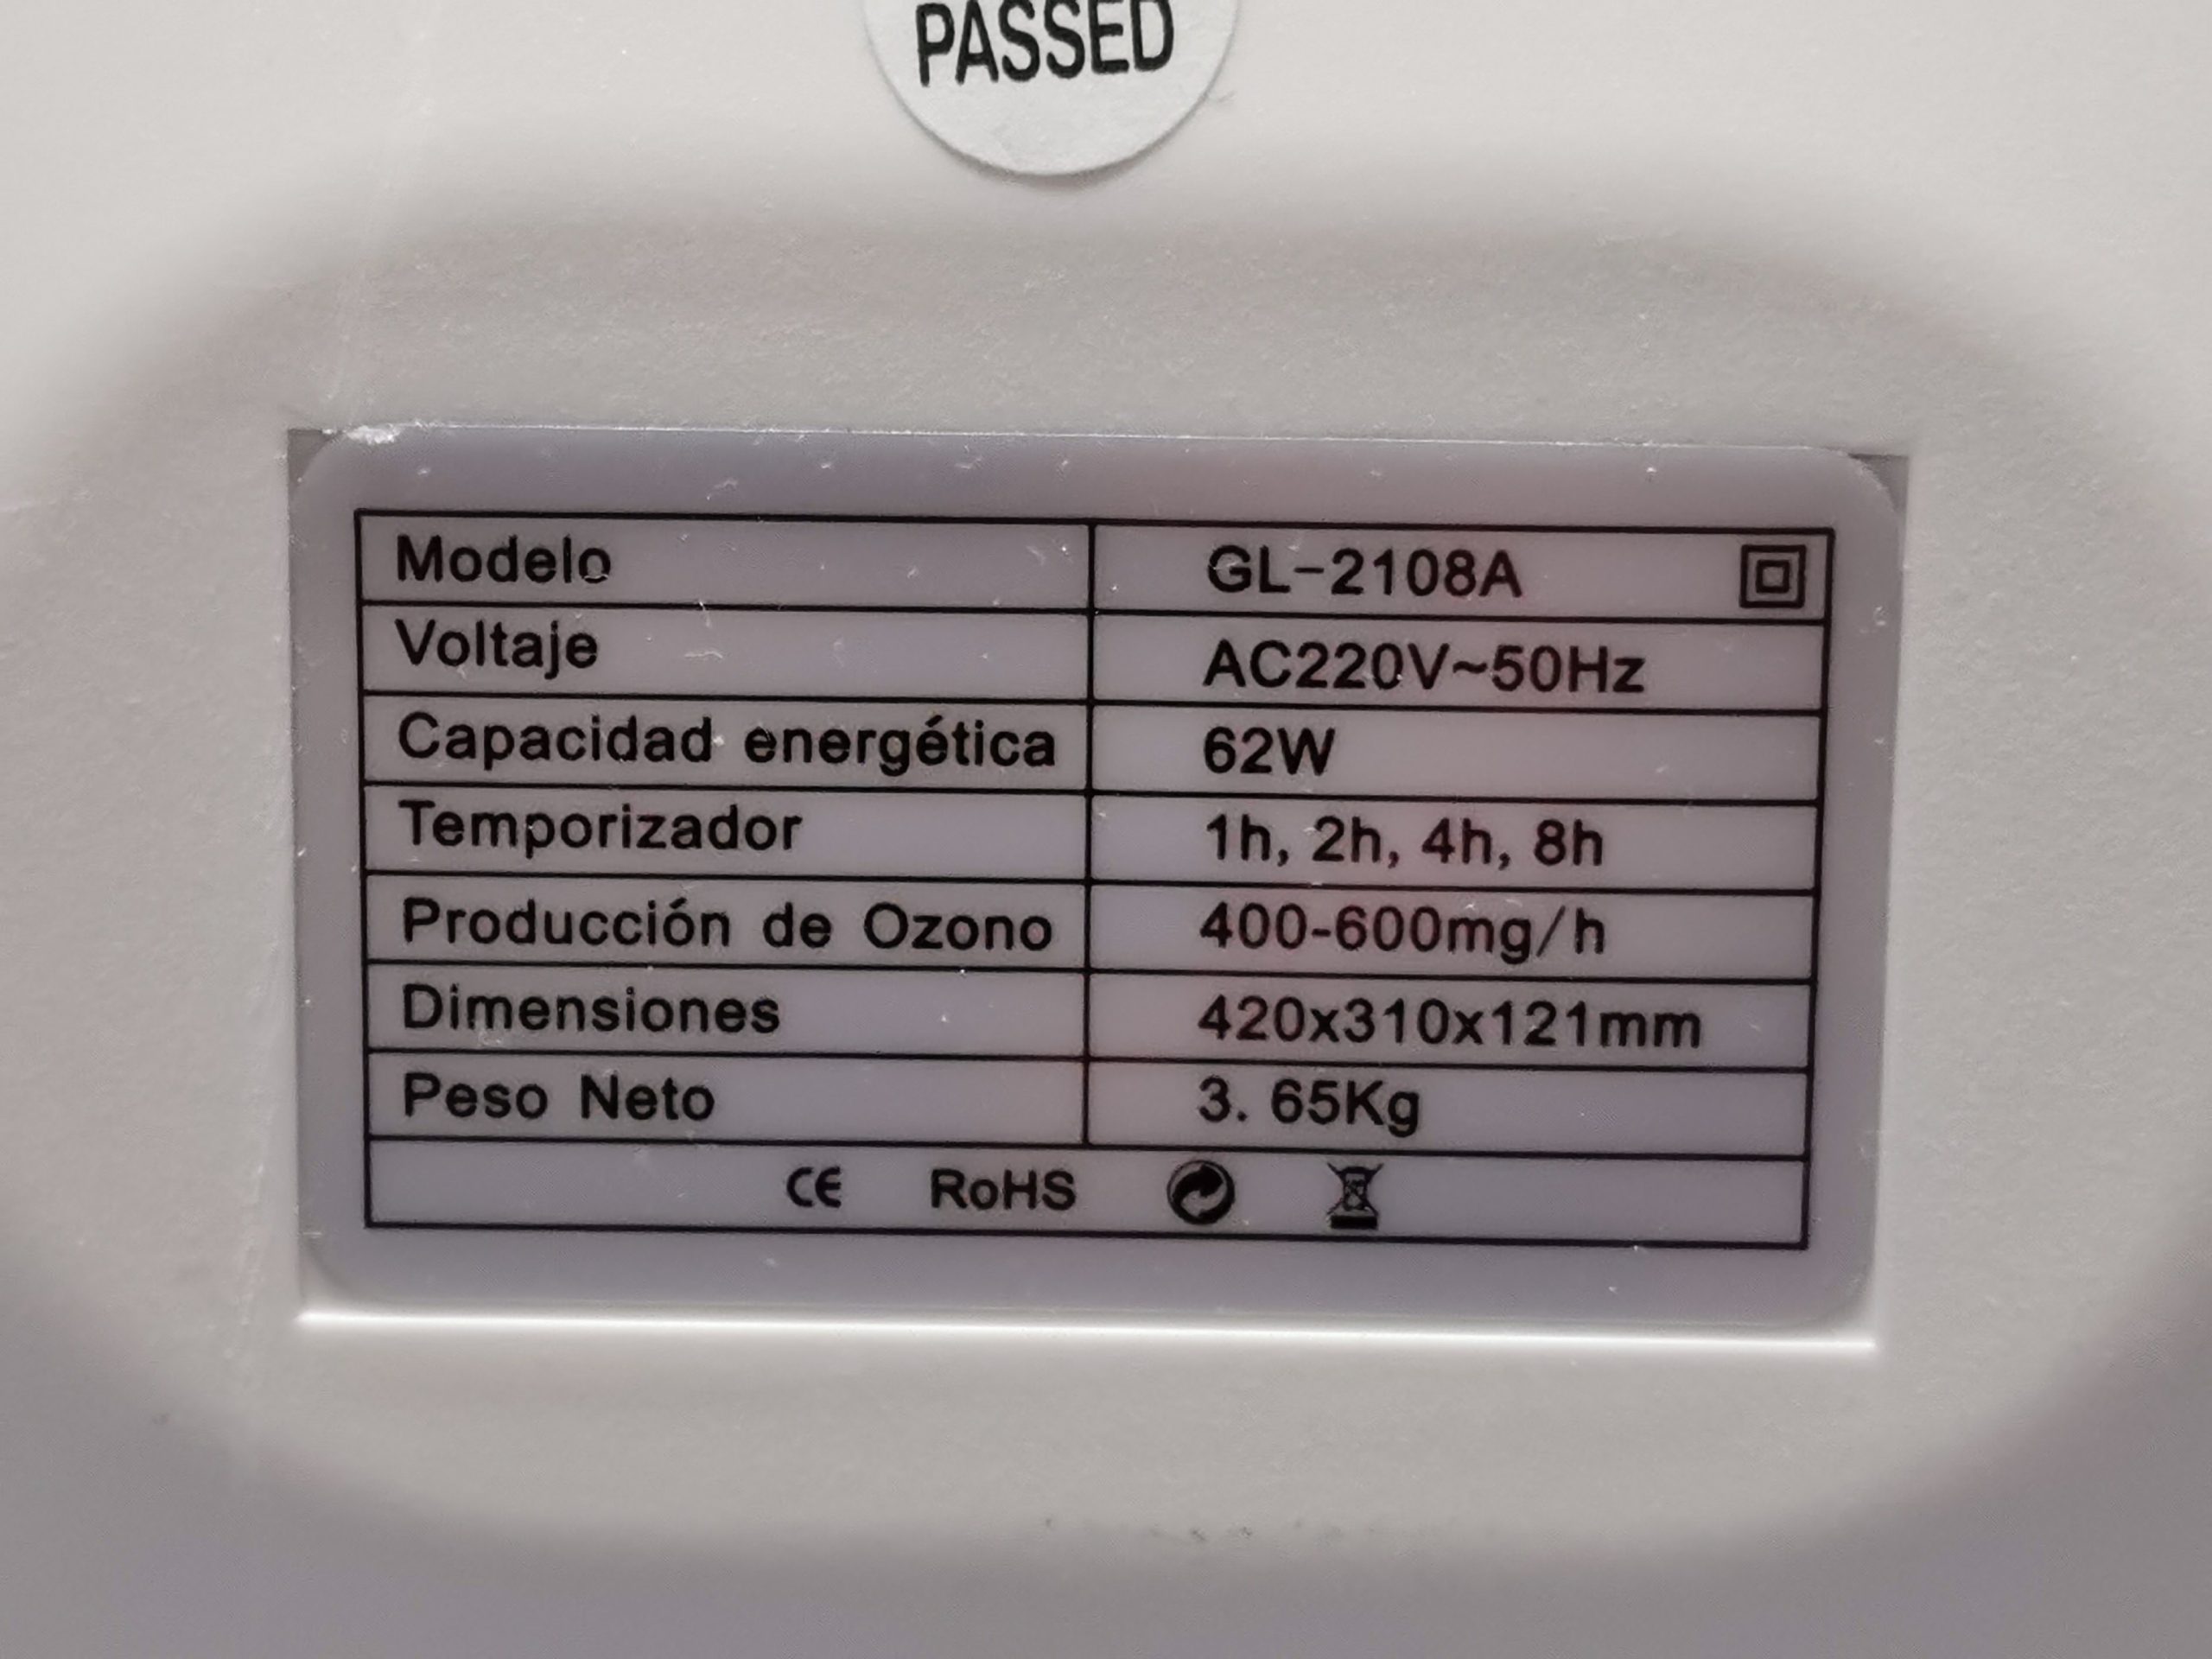 PASSED
Modelo GL-2108A
Voltaje AC220V~50Hz
Capacidad energética 62W
Temporizador 1h, 2h, 4h, 8h
Producción de Ozono 400-600mg/h
Dimensiones 420x310x121mm
Peso Neto 3. 65Kg
CE RoHS